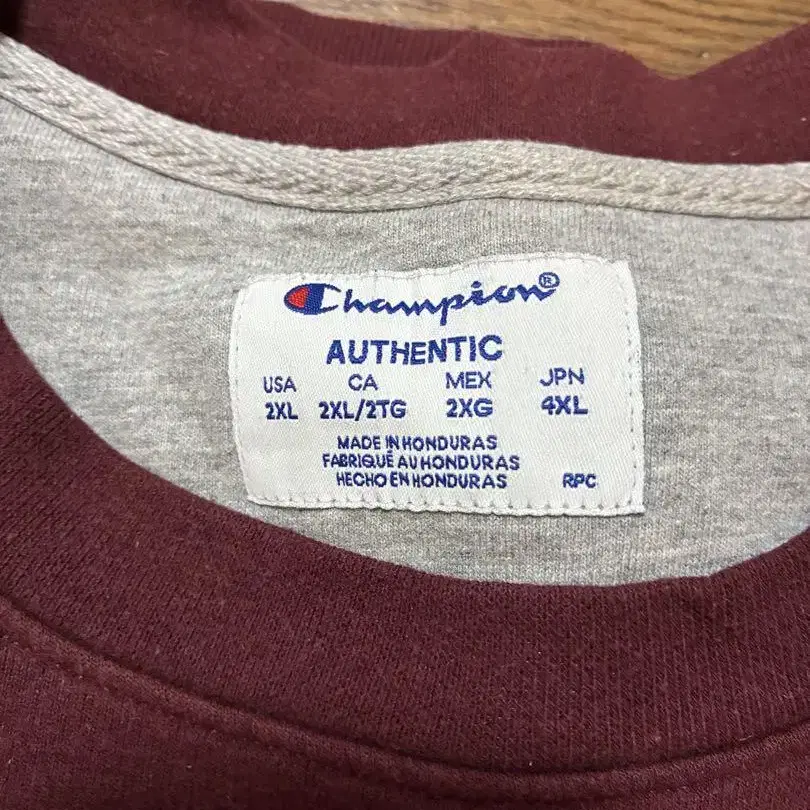 Champion®
AUTHENTIC
USA CA MEX JPN
2XL 2XL/2TG 2XG 4XL
MADE IN HONDURAS
FABRIQUÉ AU HONDURAS
HECHO EN HONDURAS RPC